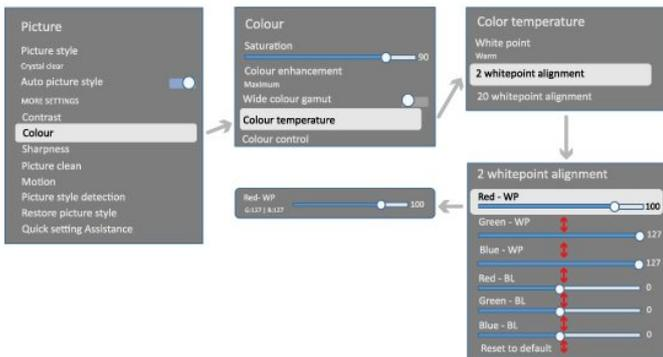 Picture
Picture style
Crystal clear
Auto picture style
MORE SETTINGS
Contrast
Colour
Sharpness
Picture clean
Motion
Picture style detection
Restore picture style
Quick setting Assistance
Colour
Saturation
90
Colour enhancement
Maximum
Wide colour gamut
Colour temperature
Colour control
Color temperature
White point
Warm
2 whitepoint alignment
20 whitepoint alignment
2 whitepoint alignment
Red - WP
100
Green - WP
127
Blue - WP
127
Red - BL
0
Green - BL
0
Blue - BL
0
Reset to default
Red- WP
G:127 | B:127
100